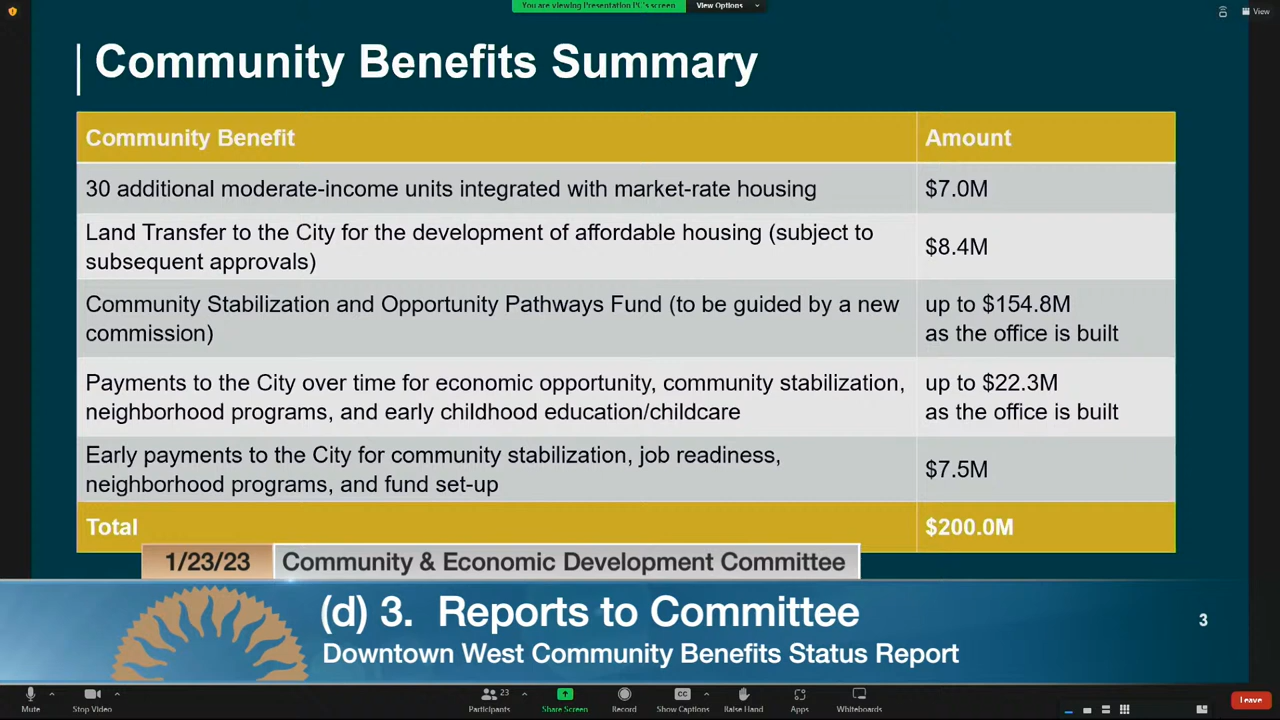 You are viewing Presentation PC's screen
View Options
View
Community Benefits Summary
Community Benefit
Amount
30 additional moderate-income units integrated with market-rate housing
$7.0M
Land Transfer to the City for the development of affordable housing (subject to
subsequent approvals)
$8.4M
Community Stabilization and Opportunity Pathways Fund (to be guided by a new
commission)
up to $154.8M
as the office is built
Payments to the City over time for economic opportunity, community stabilization,
neighborhood programs, and early childhood education/childcare
up to $22.3M
as the office is built
Early payments to the City for community stabilization, job readiness,
neighborhood programs, and fund set-up
$7.5M
Total
$200.0M
1/23/23
Community & Economic Development Committee
(d) 3. Reports to Committee
Downtown West Community Benefits Status Report
3
Mute
Stop Video
23
Participants
Share Screen
Record
CC
Show Captions
Raise Hand
Apps
Whiteboards
Leave